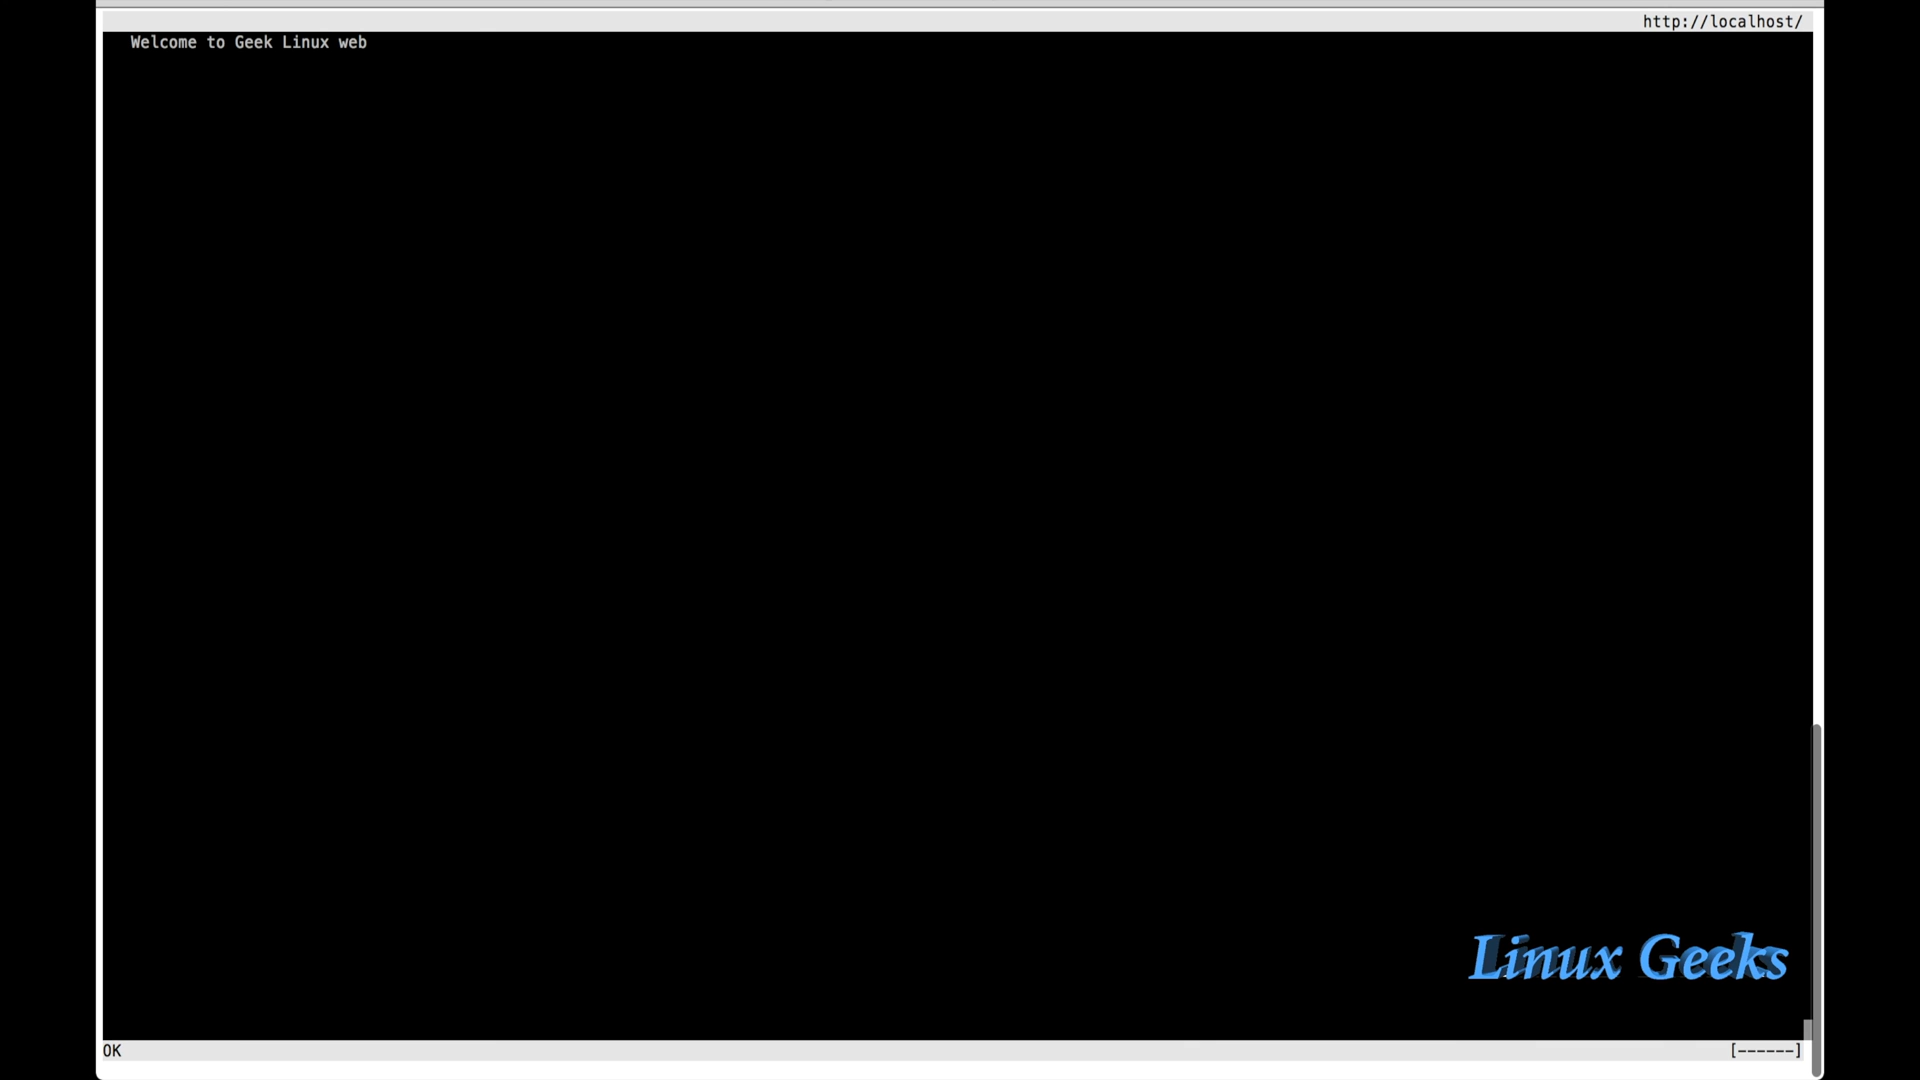 http://localhost/
Welcome to Geek Linux web
Linux Geeks
OK
[------]